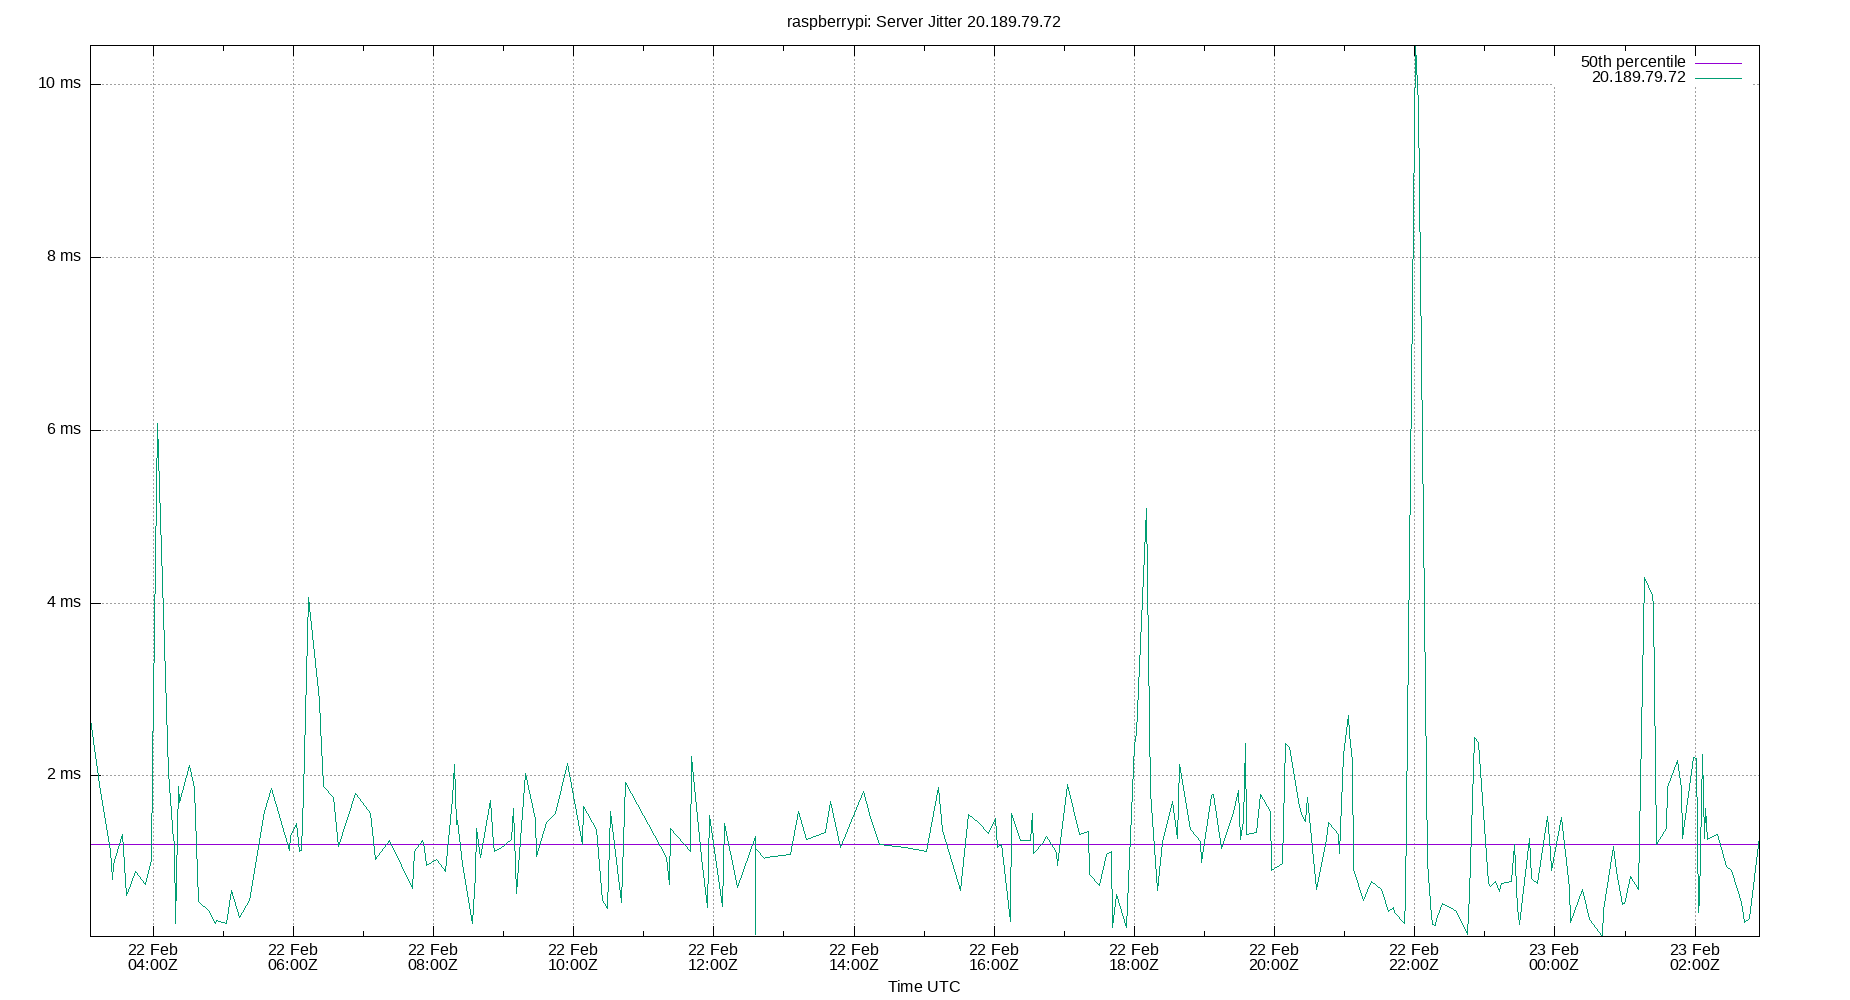 raspberrypi: Server Jitter 20.189.79.72
50th percentile
20.189.79.72
10 ms
8 ms
6 ms
4 ms
2 ms
22 Feb 22 Feb 22 Feb 22 Feb 22 Feb 22 Feb 22 Feb 22 Feb 22 Feb 22 Feb 23 Feb 23 Feb
04:00Z 06:00Z 08:00Z 10:00Z 12:00Z 14:00Z 16:00Z 18:00Z 20:00Z 22:00Z 00:00Z 02:00Z
Time UTC